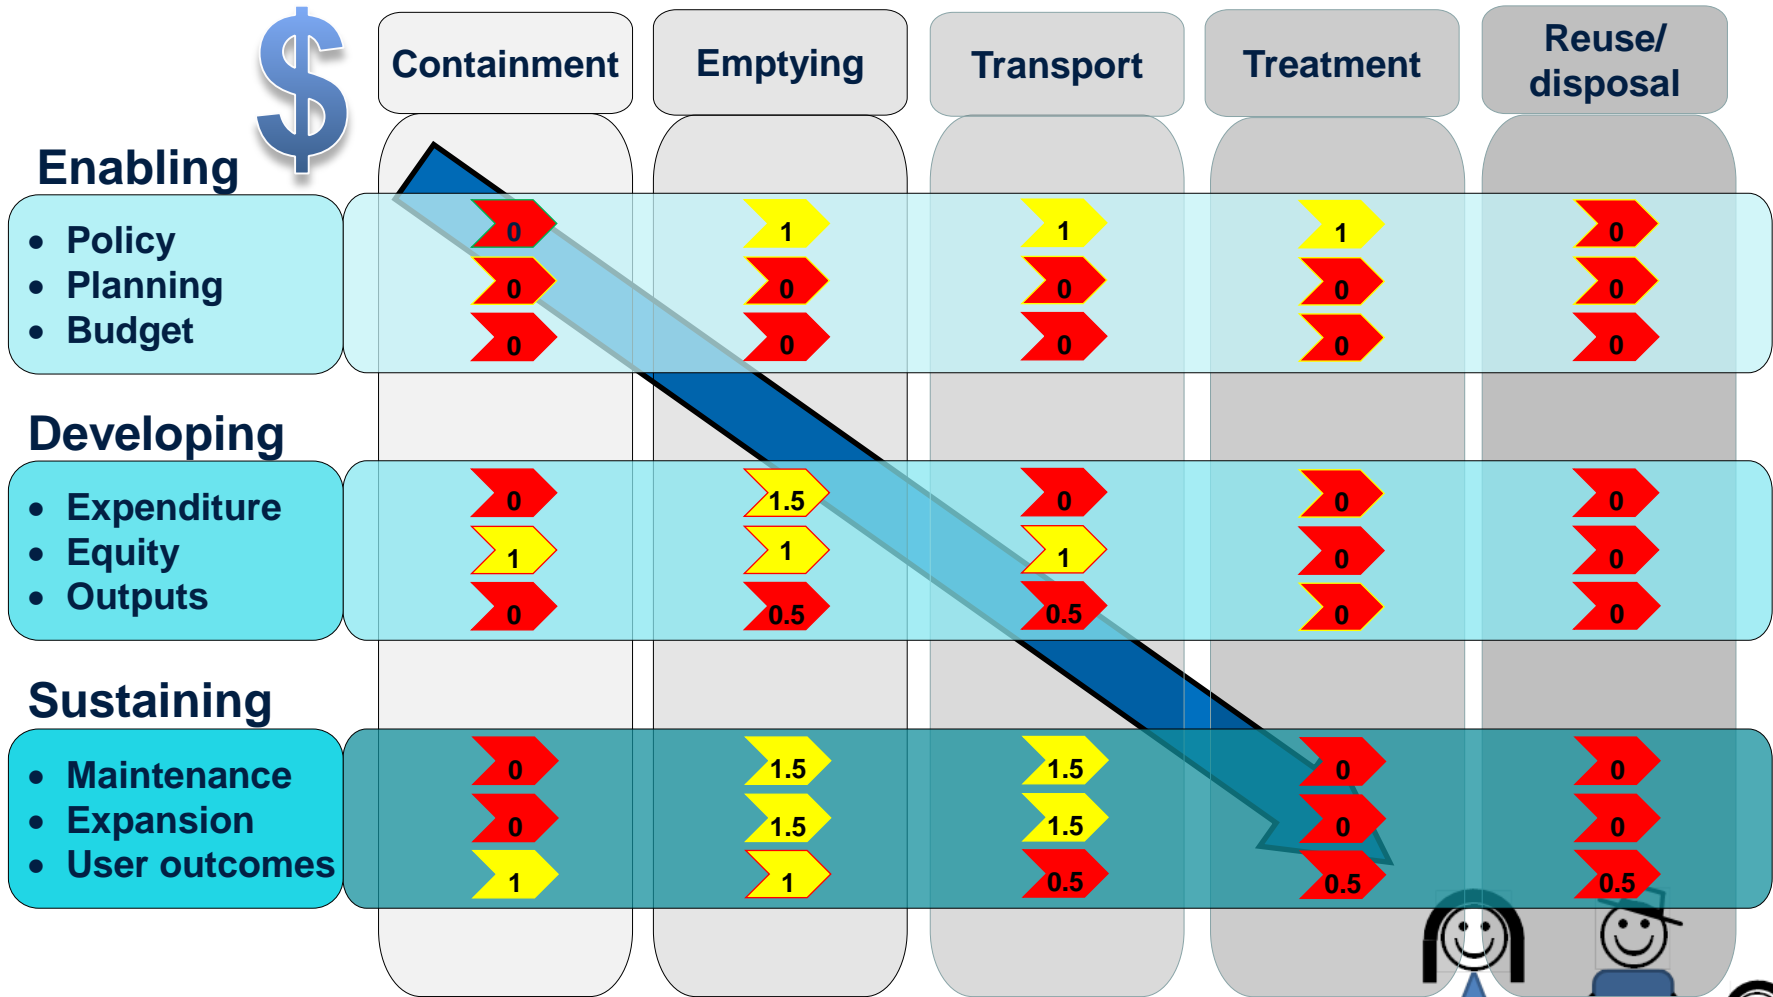 $
Containment Emptying Transport Treatment Reuse/
disposal
Enabling
• Policy 0 1 1 1 0
• Planning 0 0 0 0 0
• Budget 0 0 0 0 0
Developing
• Expenditure 0 1.5 0 0 0
• Equity 1 1 1 0 0
• Outputs 0 0.5 0.5 0 0
Sustaining
• Maintenance 0 1.5 1.5 0 0
• Expansion 0 1.5 1.5 0 0
• User outcomes 1 1 0.5 0.5 0.5